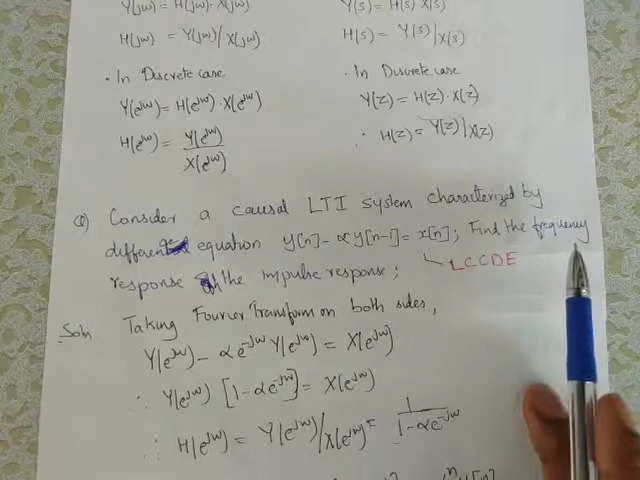 Y(jω) = H(jω) · X(jω)
H(jω) = Y(jω)/X(jω)
Y(s) = H(s) X(s)
H(s) = Y(s)/X(s)
· In Discrete case
Y(e^jω) = H(e^jω) · X(e^jω)
H(e^jω) = Y(e^jω)/X(e^jω)
· In Discrete case
Y(z) = H(z) · X(z)
∴ H(z) = Y(z)/X(z)
Q) Consider a causal LTI system characterized by
equation y[n] - αy[n-1] = x[n]; Find the frequency
LCCDE
response the impulse response;
Soln Taking Fourier Transform on both sides,
Y(e^jω) - αe^-jω Y(e^jω) = X(e^jω)
∴ Y(e^jω) [1-αe^-jω] = X(e^jω)
∴ H(e^jω) = Y(e^jω)/X(e^jω) = 1/1-αe^-jω